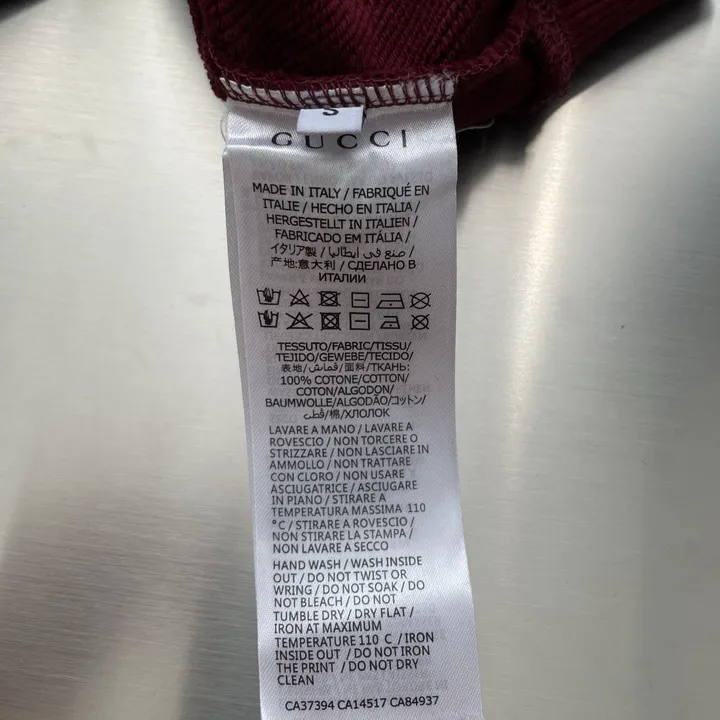 S
GUCCI
MADE IN ITALY / FABRIQUÉ EN
ITALIE / HECHO EN ITALIA /
HERGESTELLT IN ITALIEN /
FABRICADO EM ITÁLIA /
イタリア製 / صنع في ايطاليا /
产地:意大利 / СДЕЛАНО В
ИТАЛИИ
TESSUTO/FABRIC/TISSU/
TEJIDO/GEWEBE/TECIDO/
表地/قماش/面料/ТКАНЬ:
100% COTONE/COTTON/
COTON/ALGODON/
BAUMWOLLE/ALGODÃO/コットン/
قطن/棉/ХЛОЛОК
LAVARE A MANO / LAVARE A
ROVESCIO / NON TORCERE O
STRIZZARE / NON LASCIARE IN
AMMOLLO / NON TRATTARE
CON CLORO / NON USARE
ASCIUGATRICE / ASCIUGARE
IN PIANO / STIRARE A
TEMPERATURA MASSIMA 110
°C / STIRARE A ROVESCIO /
NON STIRARE LA STAMPA /
NON LAVARE A SECCO
HAND WASH / WASH INSIDE
OUT / DO NOT TWIST OR
WRING / DO NOT SOAK / DO
NOT BLEACH / DO NOT
TUMBLE DRY / DRY FLAT /
IRON AT MAXIMUM
TEMPERATURE 110 C / IRON
INSIDE OUT / DO NOT IRON
THE PRINT / DO NOT DRY
CLEAN
CA37394 CA14517 CA84937